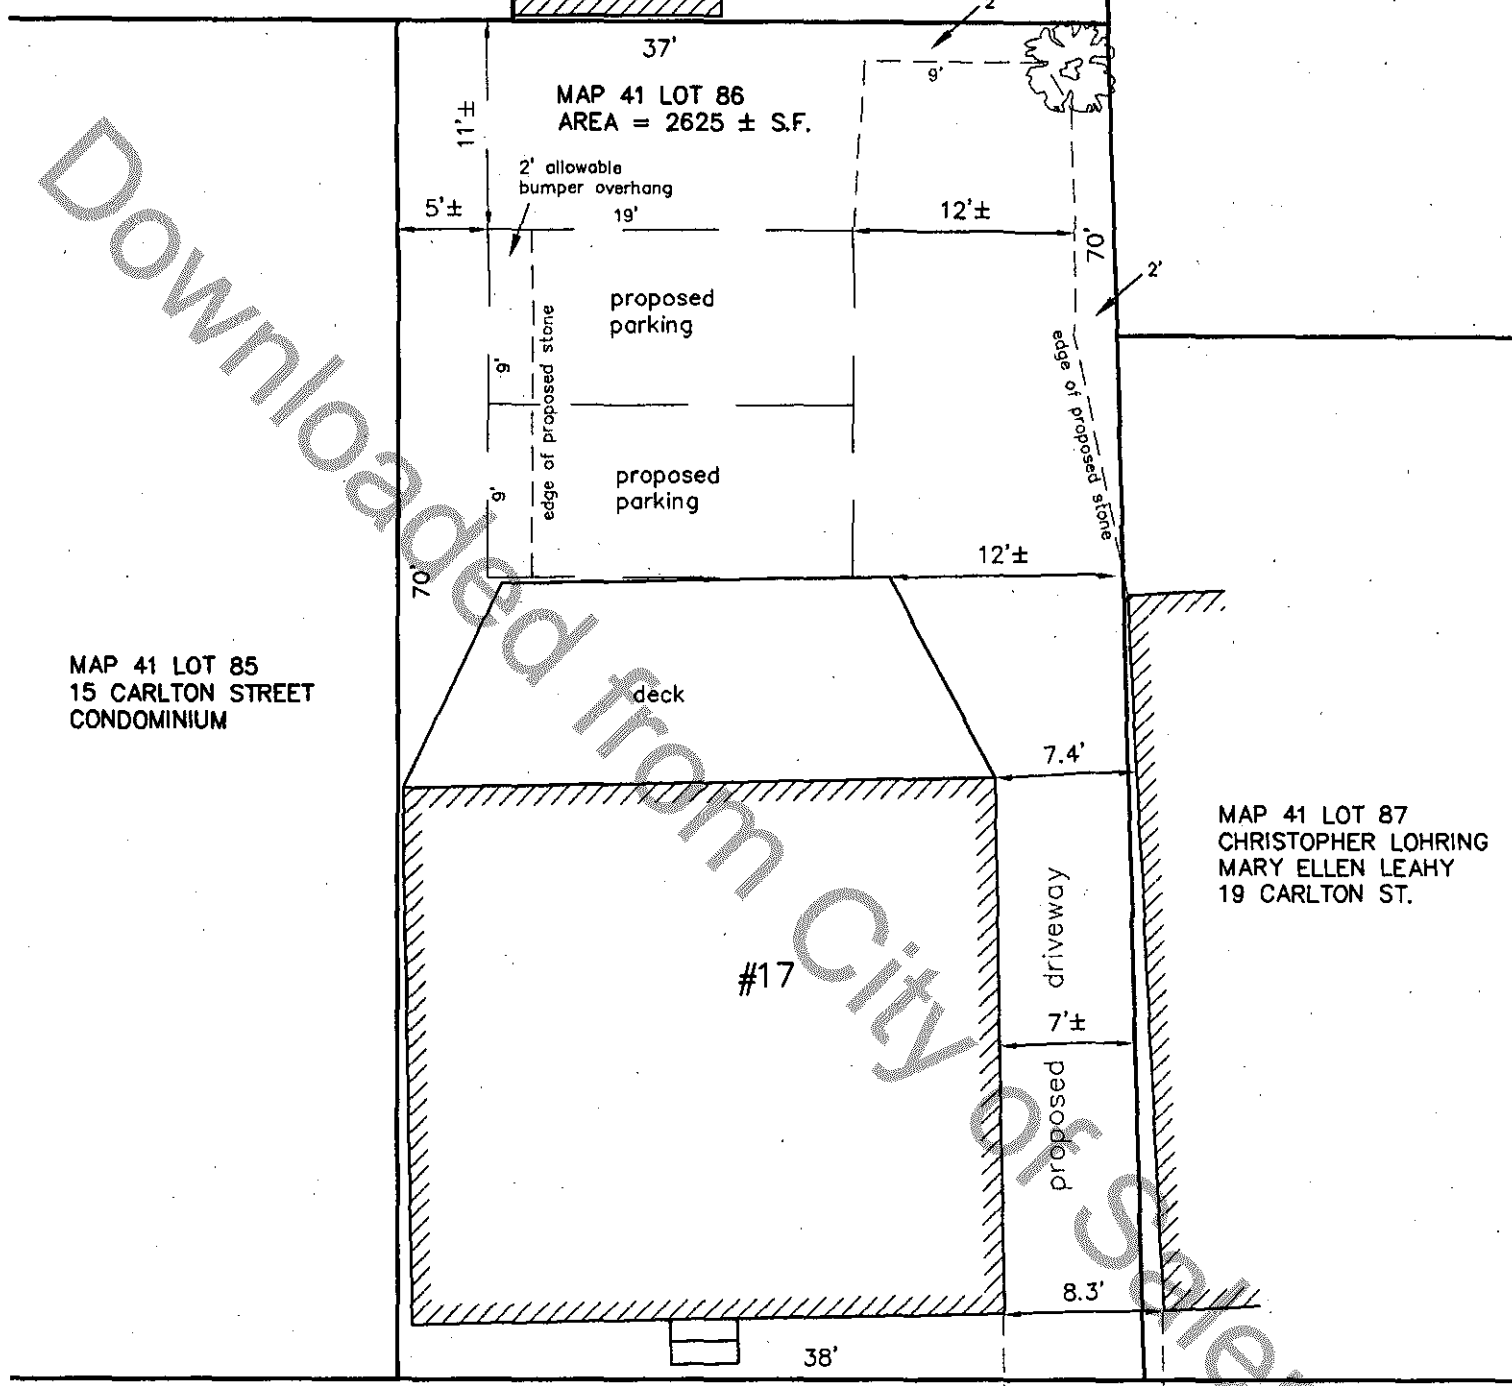 2'
37'
9'
MAP 41 LOT 86
AREA = 2625 ± S.F.
11'±
2' allowable
bumper overhang
5'±
19'
12'±
70'
2'
proposed
parking
9'
edge of proposed stone
edge of proposed stone
proposed
parking
9'
12'±
70'
MAP 41 LOT 85
15 CARLTON STREET
CONDOMINIUM
deck
7.4'
MAP 41 LOT 87
CHRISTOPHER LOHRING
MARY ELLEN LEAHY
19 CARLTON ST.
#17
proposed driveway
7'±
8.3'
38'
Downloaded from City of Salem